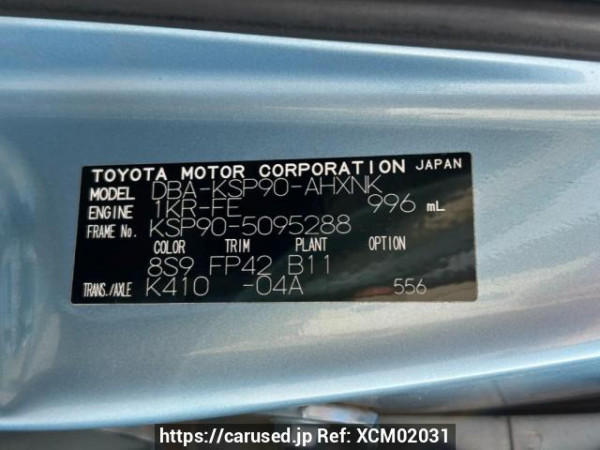 TOYOTA MOTOR CORPORATION JAPAN
MODEL DBA-KSP90-AHXNK
ENGINE 1KR-FE 996 mL
FRAME No. KSP90-5095288
COLOR TRIM PLANT OPTION
8S9 FP42 B11
TRANS./AXLE K410 -04A 556
https://carused.jp Ref: XCM02031